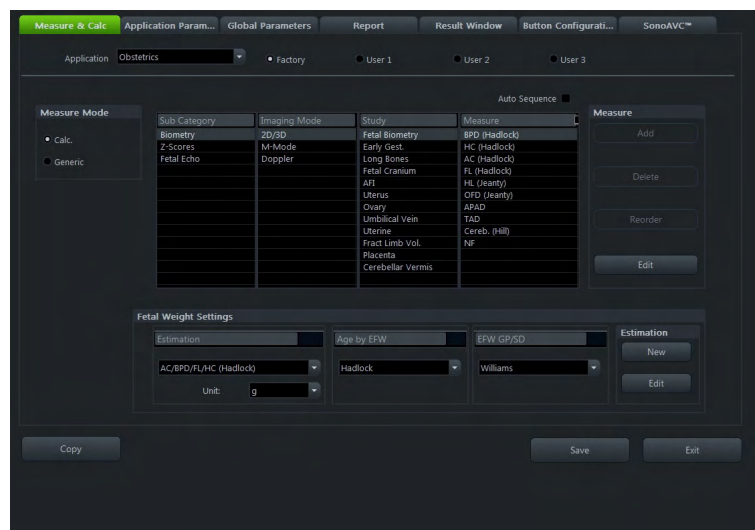 Measure & Calc Application Param... Global Parameters Report Result Window Button Configurati... SonoAVC™
Application Obstetrics Factory User 1 User 2 User 3
Auto Sequence
Measure Mode
Calc.
Generic
Sub Category Imaging Mode Study Measure
Biometry 2D/3D Fetal Biometry BPD (Hadlock)
Z-Scores M-Mode Early Gest. HC (Hadlock)
Fetal Echo Doppler Long Bones AC (Hadlock)
Fetal Cranium FL (Hadlock)
AFI HL (Jeanty)
Uterus OFD (Jeanty)
Ovary APAD
Umbilical Vein TAD
Uterine Cereb. (Hill)
Fract Limb Vol. NF
Placenta
Cerebellar Vermis
Measure
Add
Delete
Reorder
Edit
Fetal Weight Settings
Estimation Age by EFW EFW GP/SD
AC/BPD/FL/HC (Hadlock) Hadlock Williams
Unit: g
Estimation
New
Edit
Copy Save Exit